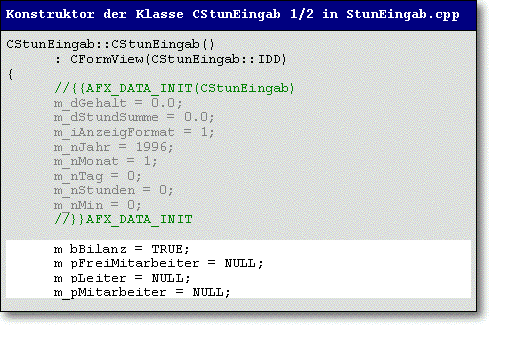 Konstruktor der Klasse CStunEingab 1/2 in StunEingab.cpp
CStunEingab::CStunEingab()
: CFormView(CStunEingab::IDD)
{
//{{AFX_DATA_INIT(CStunEingab)
m_dGehalt = 0.0;
m_dStundSumme = 0.0;
m_iAnzeigFormat = 1;
m_nJahr = 1996;
m_nMonat = 1;
m_nTag = 0;
m_nStunden = 0;
m_nMin = 0;
//}}AFX_DATA_INIT
m_bBilanz = TRUE;
m_pFreiMitarbeiter = NULL;
m_pLeiter = NULL;
m_pMitarbeiter = NULL;